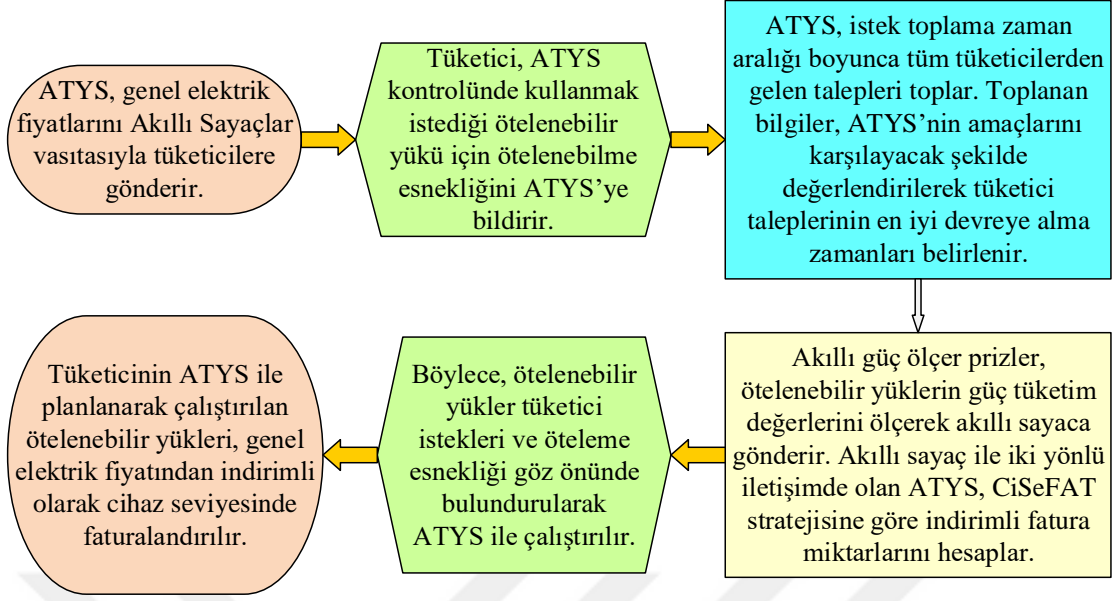 ATYS, genel elektrik
fiyatlarını Akıllı Sayaçlar
vasıtasıyla tüketicilere
gönderir.
Tüketici, ATYS
kontrolünde kullanmak
istediği ötelenebilir
yükü için ötelenebilme
esnekliğini ATYS’ye
bildirir.
ATYS, istek toplama zaman
aralığı boyunca tüm tüketicilerden
gelen talepleri toplar. Toplanan
bilgiler, ATYS’nin amaçlarını
karşılayacak şekilde
değerlendirilerek tüketici
taleplerinin en iyi devreye alma
zamanları belirlenir.
Akıllı güç ölçer prizler,
ötelenebilir yüklerin güç tüketim
değerlerini ölçerek akıllı sayaca
gönderir. Akıllı sayaç ile iki yönlü
iletişimde olan ATYS, CiSeFAT
stratejisine göre indirimli fatura
miktarlarını hesaplar.
Böylece, ötelenebilir
yükler tüketici
istekleri ve öteleme
esnekliği göz önünde
bulundurularak
ATYS ile çalıştırılır.
Tüketicinin ATYS ile
planlanarak çalıştırılan
ötelenebilir yükleri, genel
elektrik fiyatından indirimli
olarak cihaz seviyesinde
faturalandırılır.